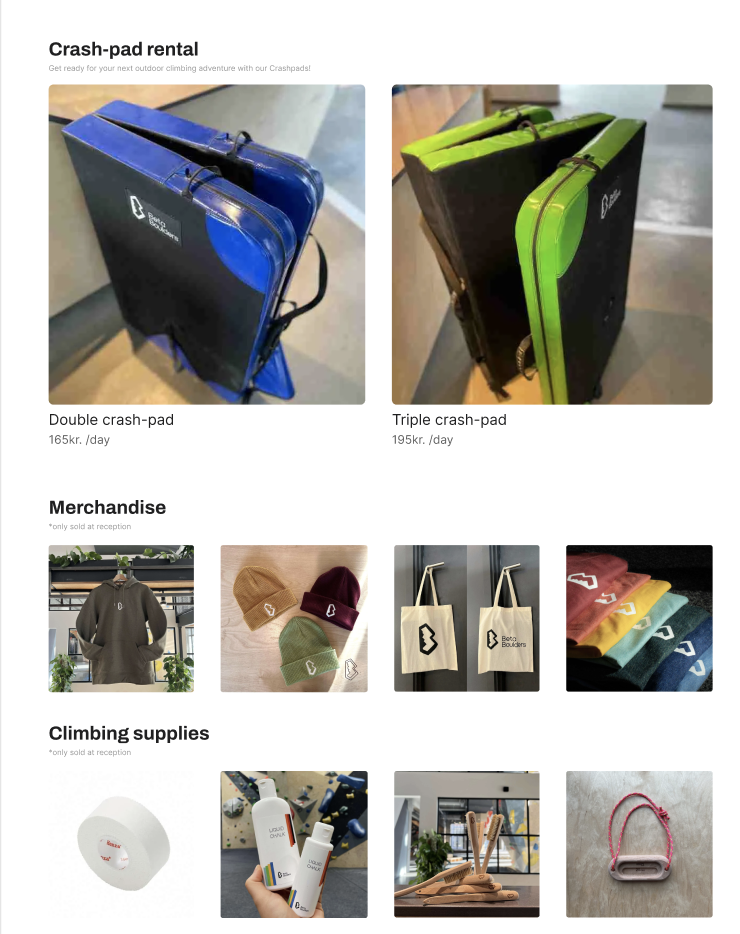 Crash-pad rental
Get ready for your next outdoor climbing adventure with our Crashpads!
Beta
Boulders
Double crash-pad
165kr. /day
Triple crash-pad
195kr. /day
Merchandise
*only sold at reception
Beta
Boulders
Climbing supplies
*only sold at reception
LIQUID
CHALK
LIQUID
CHALK